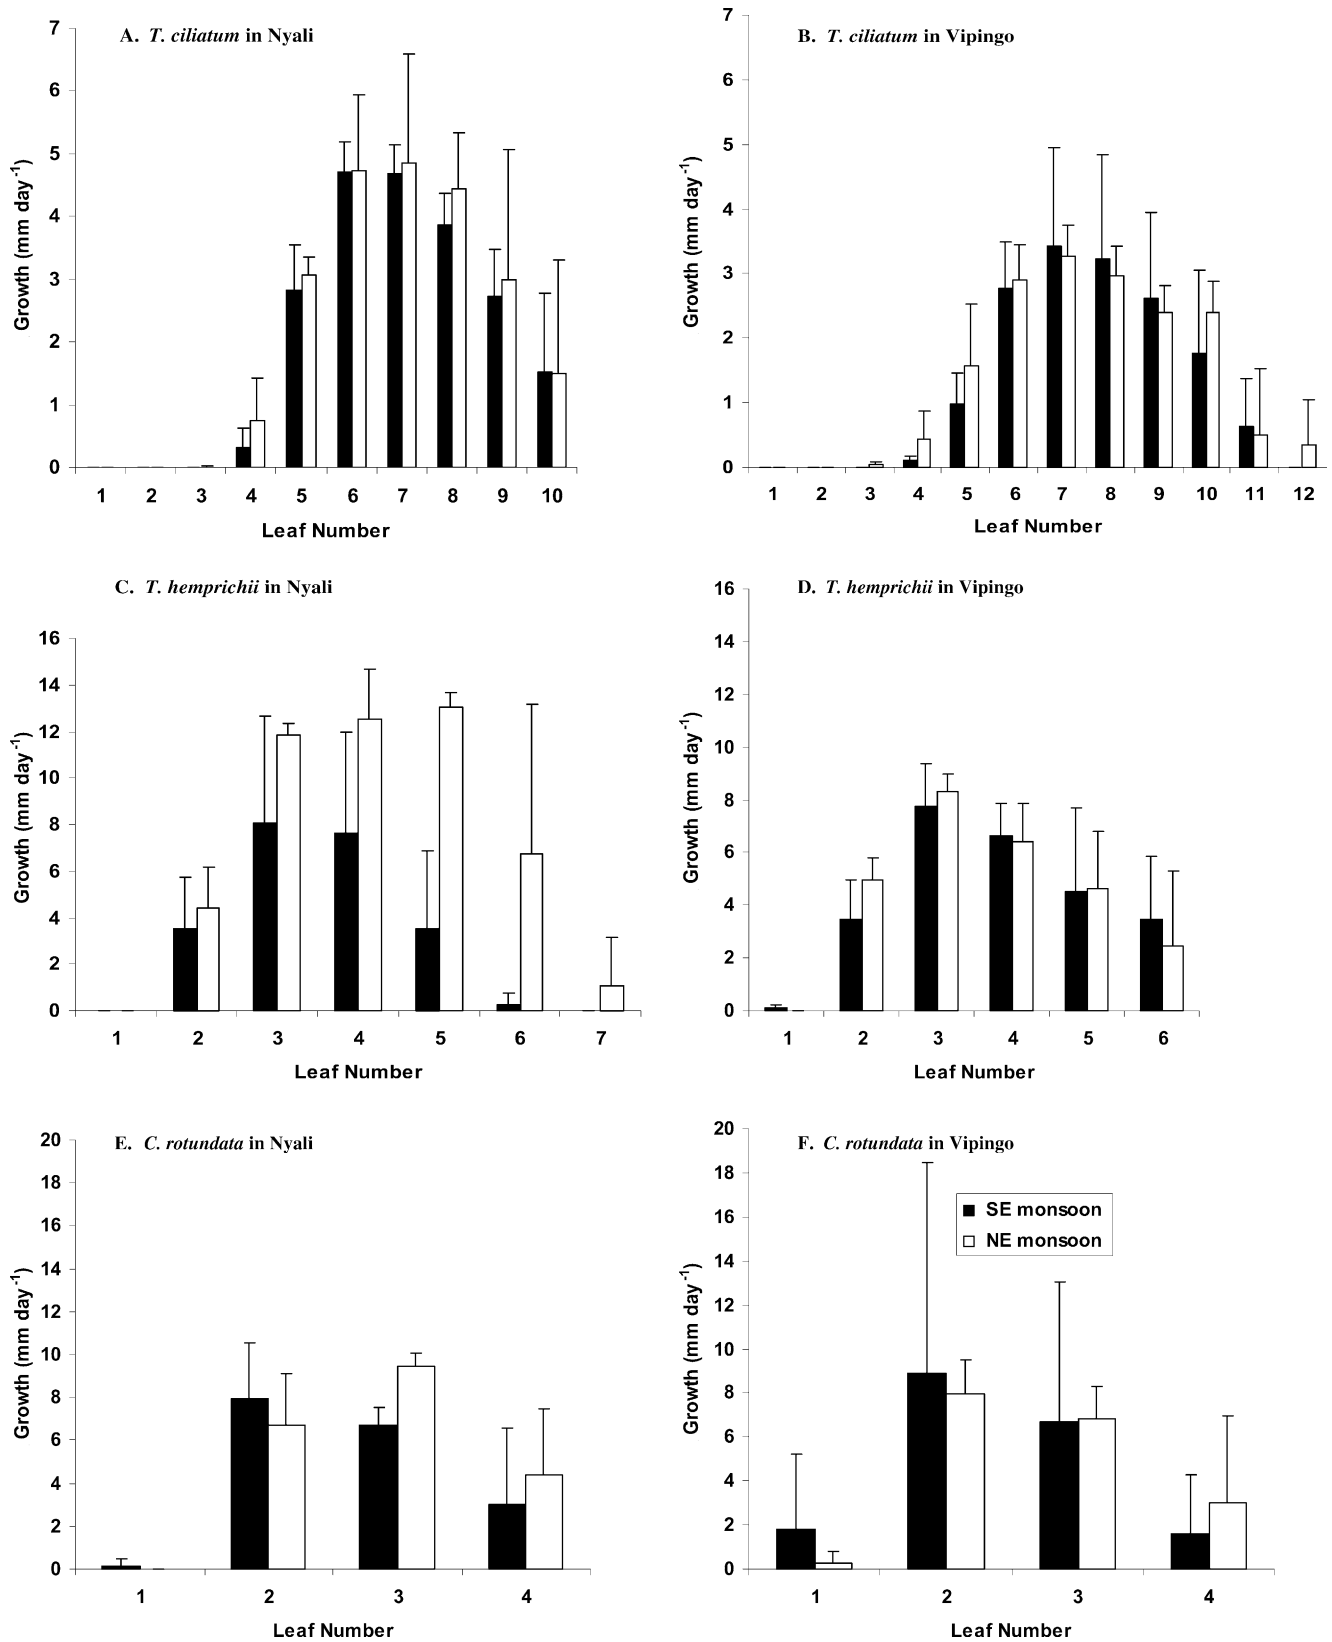 A. T. ciliatum in Nyali
7
6
5
4
3
2
1
0
Growth (mm day-1)
1 2 3 4 5 6 7 8 9 10
Leaf Number
B. T. ciliatum in Vipingo
7
6
5
4
3
2
1
0
Growth (mm day-1)
1 2 3 4 5 6 7 8 9 10 11 12
Leaf Number
C. T. hemprichii in Nyali
16
14
12
10
8
6
4
2
0
Growth (mm day-1)
1 2 3 4 5 6 7
Leaf Number
D. T. hemprichii in Vipingo
16
14
12
10
8
6
4
2
0
Growth (mm day-1)
1 2 3 4 5 6
Leaf Number
E. C. rotundata in Nyali
20
18
16
14
12
10
8
6
4
2
0
Growth (mm day-1)
1 2 3 4
Leaf Number
F. C. rotundata in Vipingo
SE monsoon
NE monsoon
20
18
16
14
12
10
8
6
4
2
0
Growth (mm day-1)
1 2 3 4
Leaf Number